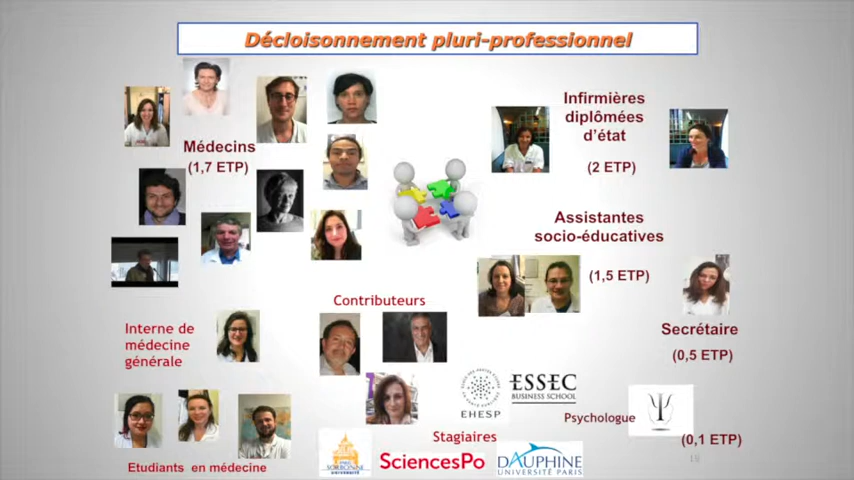 Décloisonnement pluri-professionnel
Médecins
(1,7 ETP)
Infirmières
diplômées
d'état
(2 ETP)
Assistantes
socio-éducatives
(1,5 ETP)
Secrétaire
(0,5 ETP)
Contributeurs
Interne de
médecine
générale
EHESP
ESSEC
BUSINESS SCHOOL
Psychologue
(0,1 ETP)
Stagiaires
SORBONNE
UNIVERSITÉ
SciencesPo
DAUPHINE
UNIVERSITÉ PARIS
Etudiants en médecine